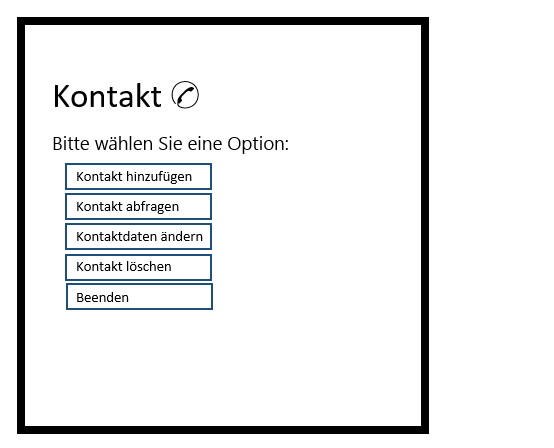 Kontakt ✆
Bitte wählen Sie eine Option:
Kontakt hinzufügen
Kontakt abfragen
Kontaktdaten ändern
Kontakt löschen
Beenden